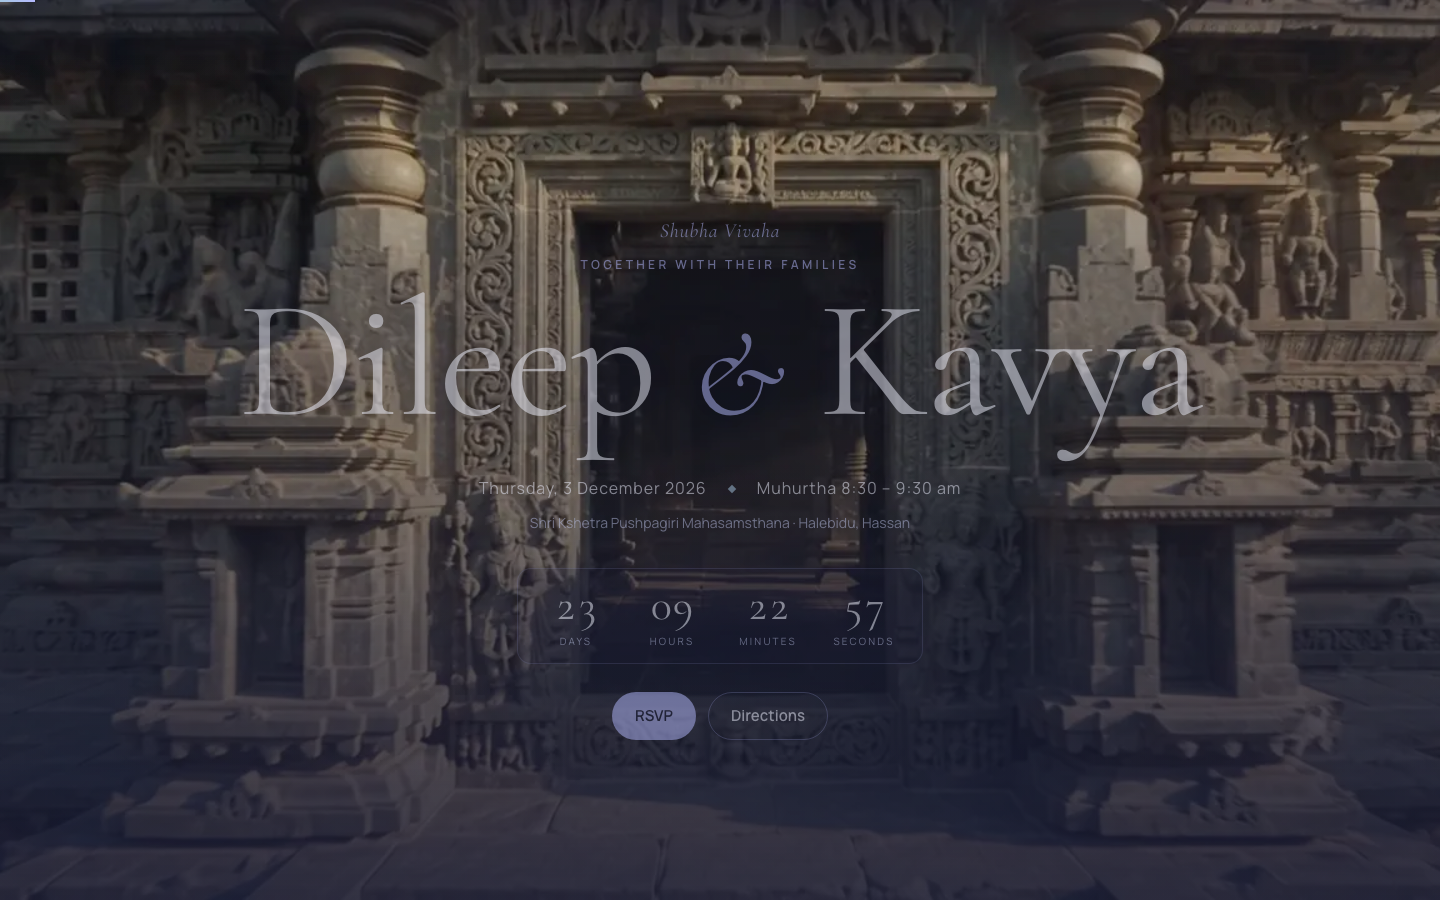 Shubha Vivaha
TOGETHER WITH THEIR FAMILIES
Dileep & Kavya
Thursday, 3 December 2026 ◆ Muhurtha 8:30 – 9:30 am
Shri Kshetra Pushpagiri Mahasamsthana · Halebidu, Hassan
23 09 22 57
DAYS HOURS MINUTES SECONDS
RSVP Directions